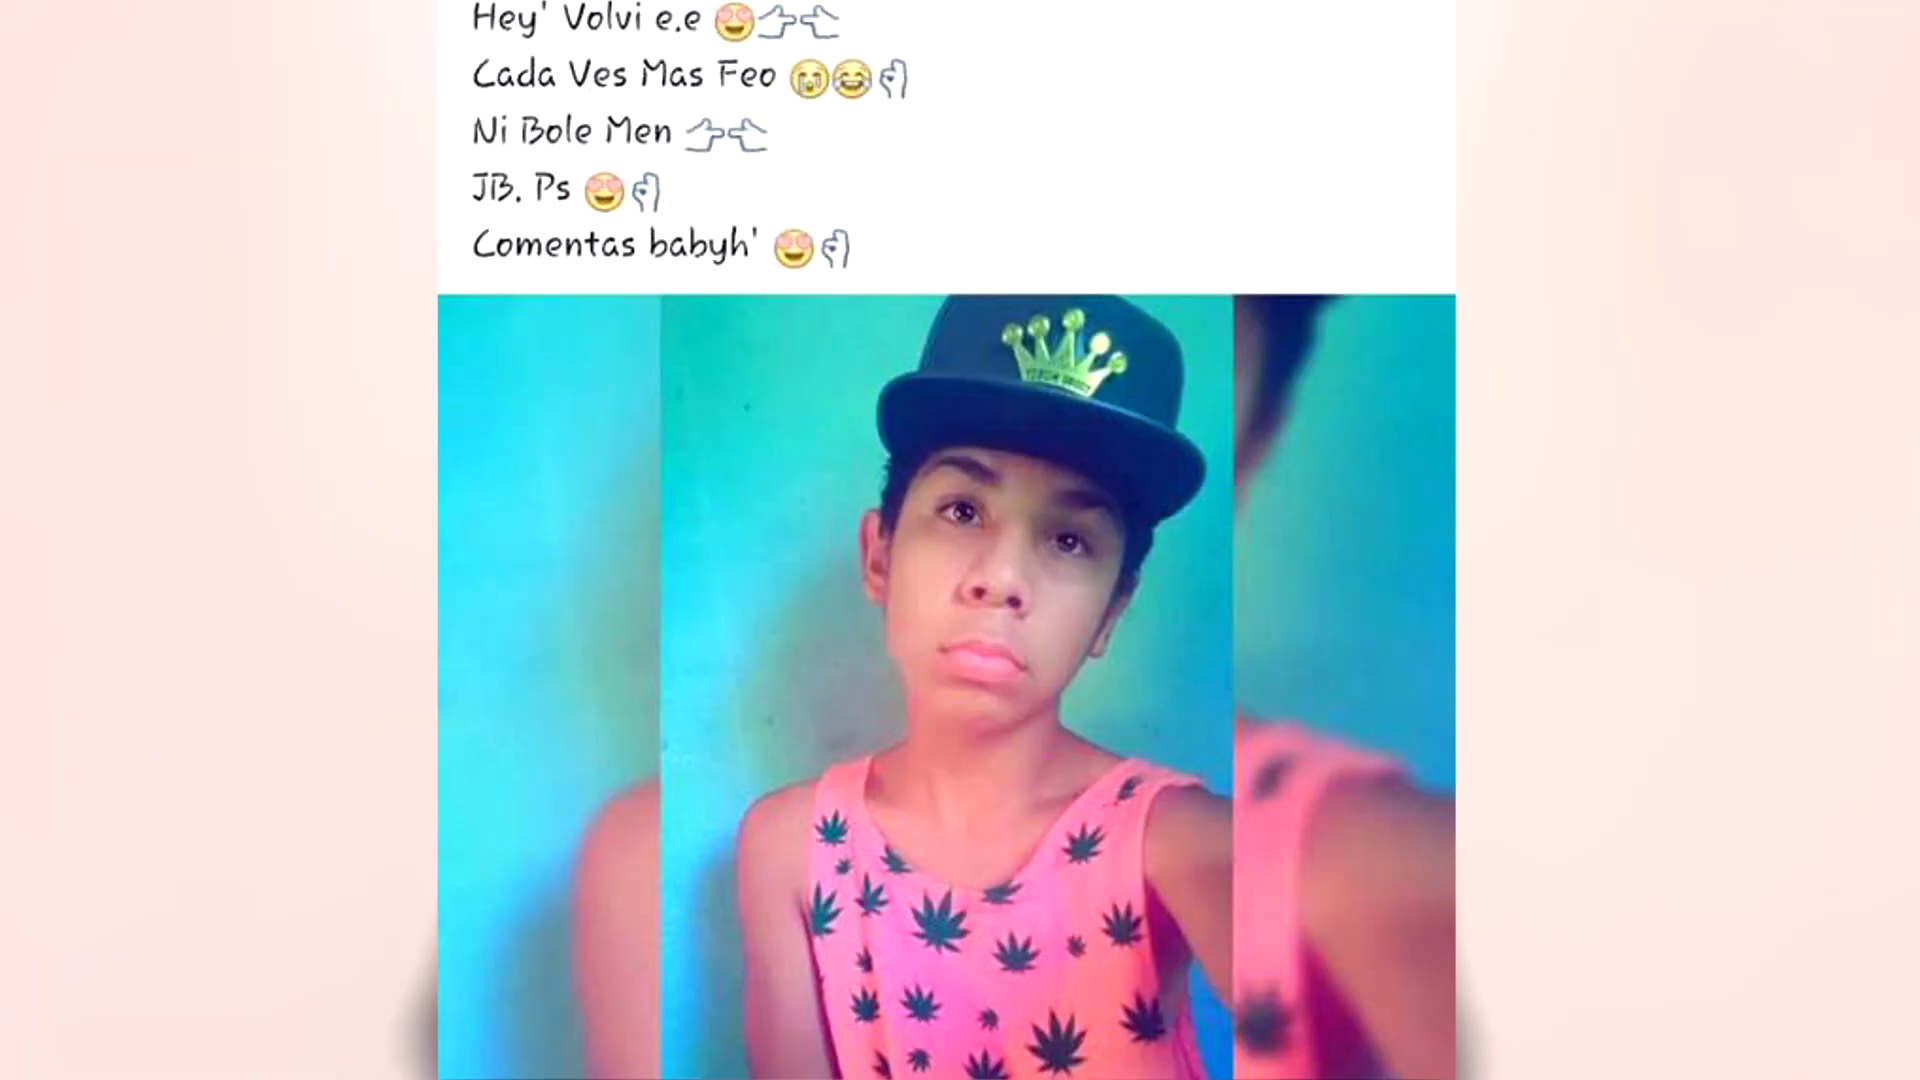 Hey' Volvi e.e 😍👉👈
Cada Ves Mas Feo 😭😂👌
Ni Bole Men 👉👈
JB. Ps 😍👌
Comentas babyh' 😍👌